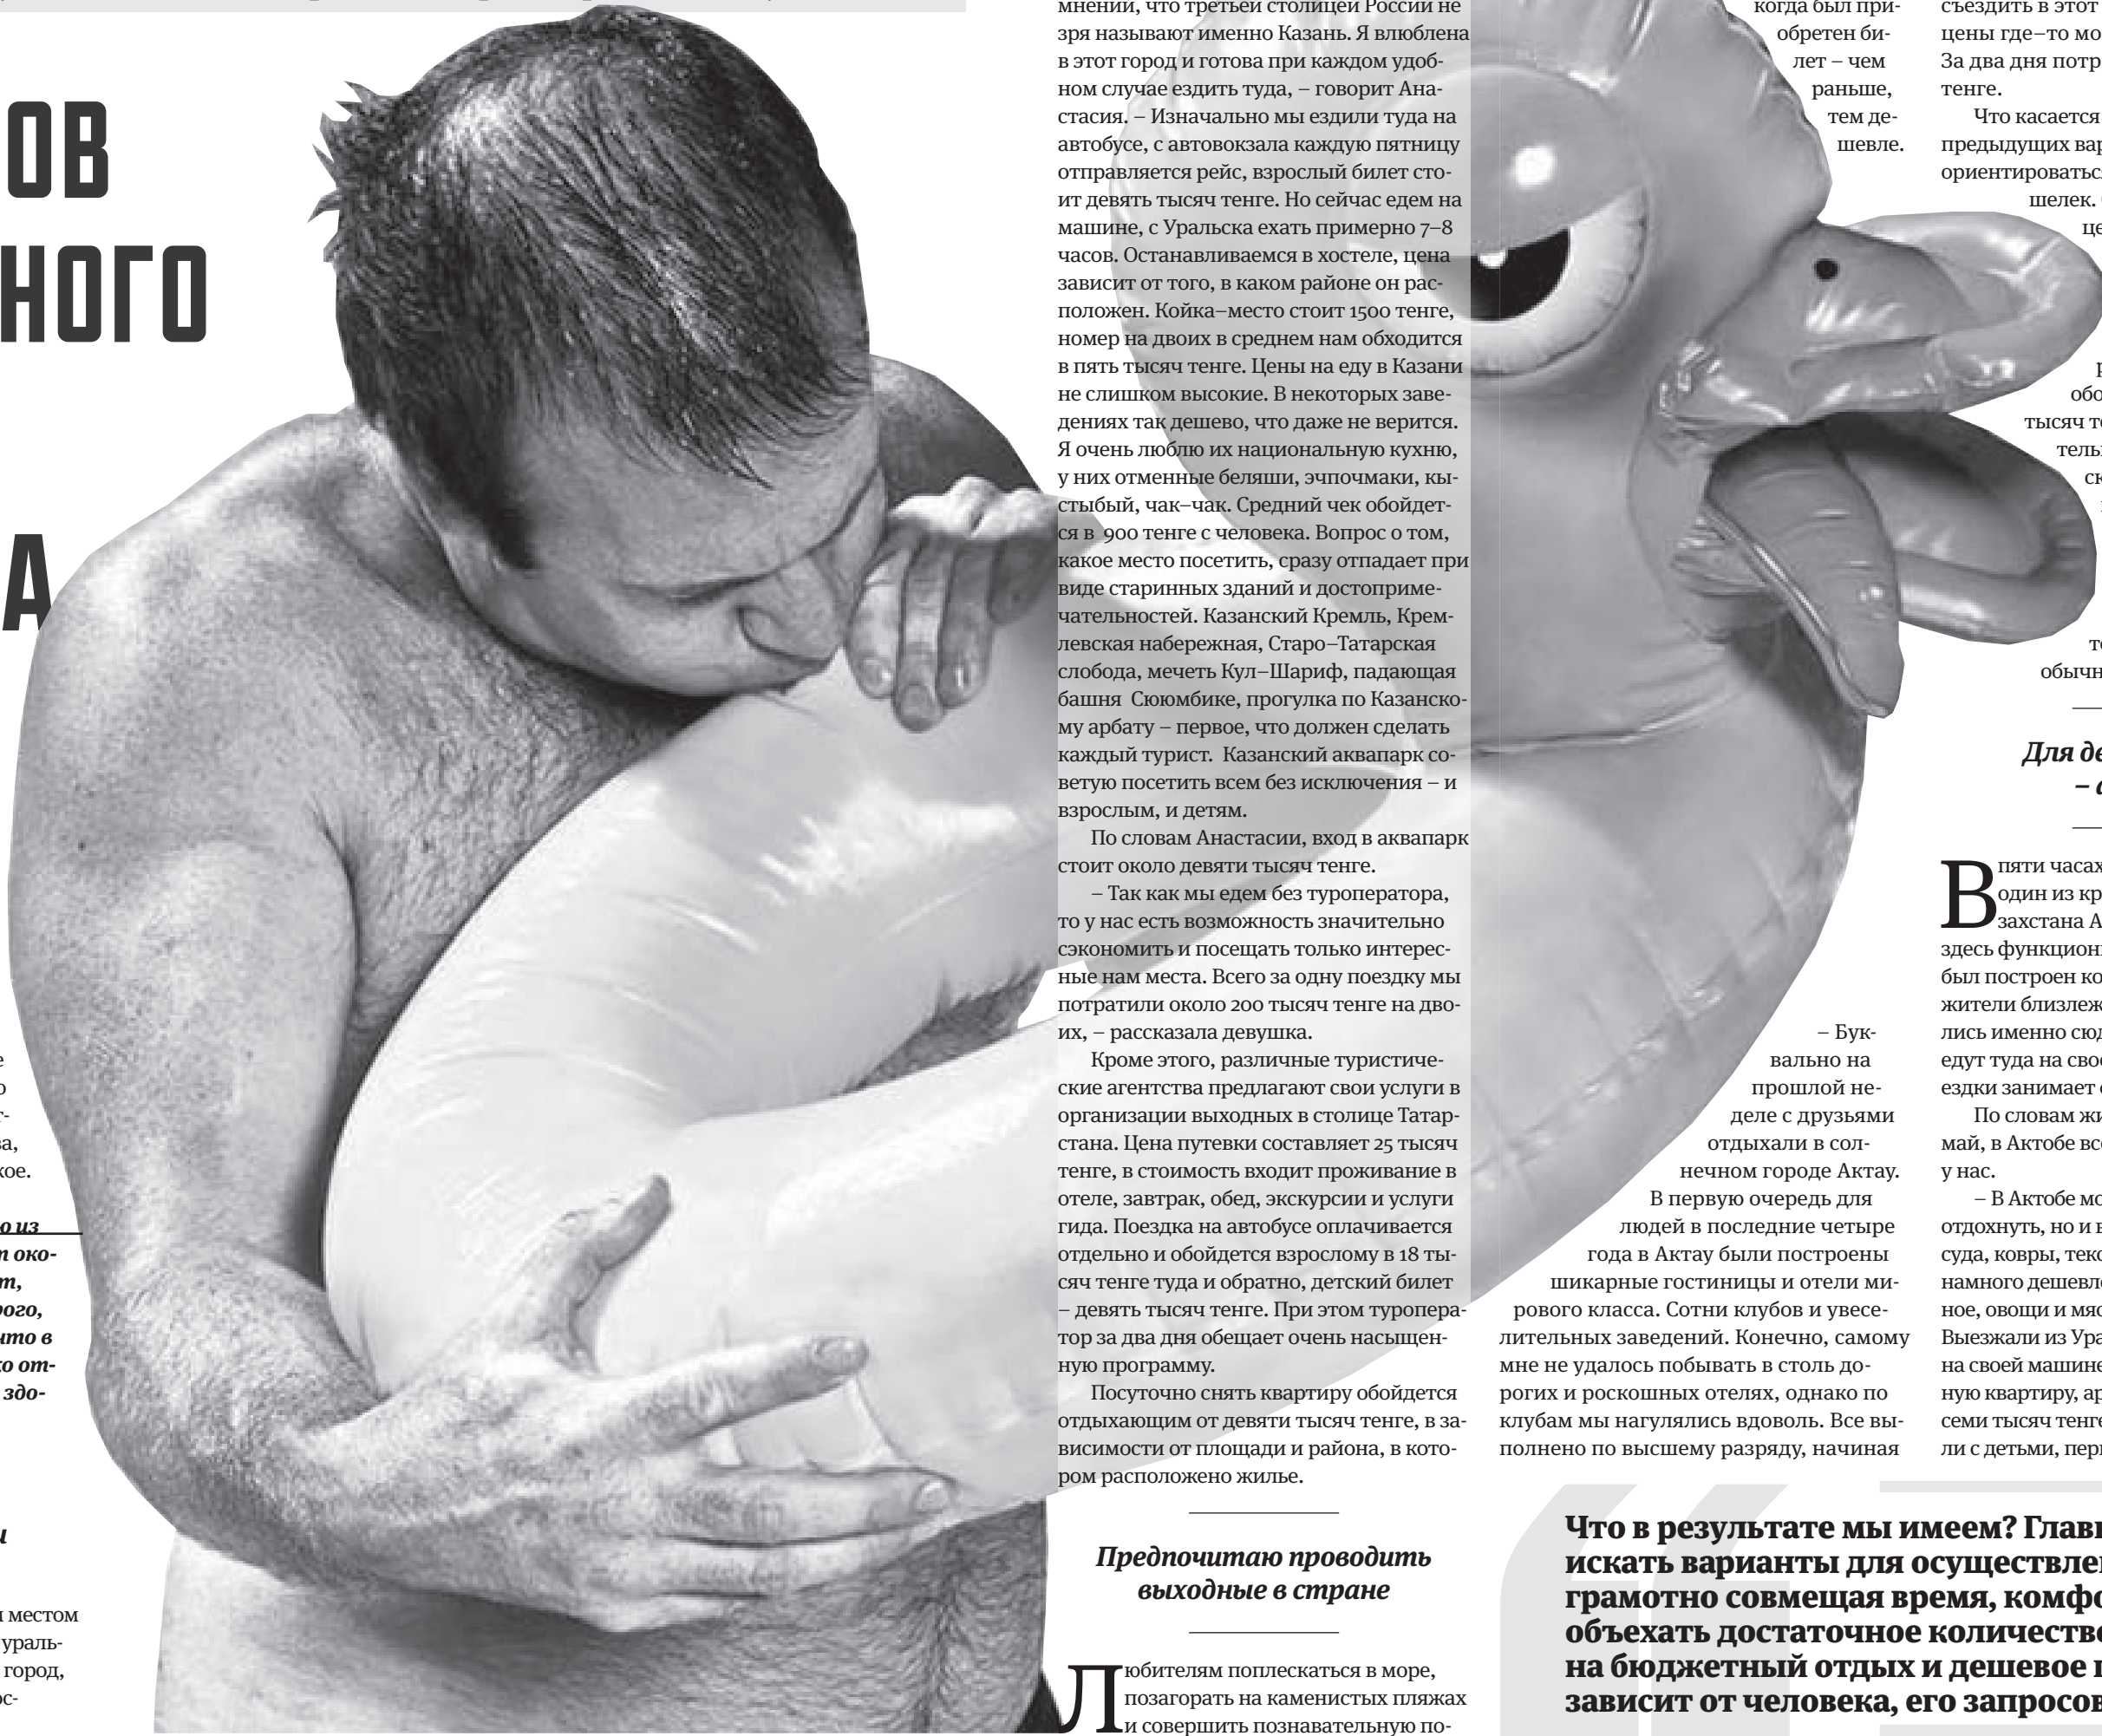 ОВ
НОГО
А
кое.
ю из
т око-
что в
ко от-
здо-
местом
ураль-
город,
мнении, что третьей столицей России не
зря называют именно Казань. Я влюблена
в этот город и готова при каждом удоб-
ном случае ездить туда, – говорит Ана-
стасия. – Изначально мы ездили туда на
автобусе, с автовокзала каждую пятницу
отправляется рейс, взрослый билет сто-
ит девять тысяч тенге. Но сейчас едем на
машине, с Уральска ехать примерно 7–8
часов. Останавливаемся в хостеле, цена
зависит от того, в каком районе он рас-
положен. Койка–место стоит 1500 тенге,
номер на двоих в среднем нам обходится
в пять тысяч тенге. Цены на еду в Казани
не слишком высокие. В некоторых заве-
дениях так дешево, что даже не верится.
Я очень люблю их национальную кухню,
у них отменные беляши, эчпочмаки, кы-
стыбый, чак–чак. Средний чек обойдет-
ся в 900 тенге с человека. Вопрос о том,
какое место посетить, сразу отпадает при
виде старинных зданий и достоприме-
чательностей. Казанский Кремль, Крем-
левская набережная, Старо–Татарская
слобода, мечеть Кул–Шариф, падающая
башня Сююмбике, прогулка по Казанско-
му арбату – первое, что должен сделать
каждый турист. Казанский аквапарк со-
ветую посетить всем без исключения – и
взрослым, и детям.
По словам Анастасии, вход в аквапарк
стоит около девяти тысяч тенге.
– Так как мы едем без туроператора,
то у нас есть возможность значительно
сэкономить и посещать только интерес-
ные нам места. Всего за одну поездку мы
потратили около 200 тысяч тенге на дво-
их, – рассказала девушка.
Кроме этого, различные туристиче-
ские агентства предлагают свои услуги в
организации выходных в столице Татар-
стана. Цена путевки составляет 25 тысяч
тенге, в стоимость входит проживание в
отеле, завтрак, обед, экскурсии и услуги
гида. Поездка на автобусе оплачивается
отдельно и обойдется взрослому в 18 ты-
сяч тенге туда и обратно, детский билет
– девять тысяч тенге. При этом туропера-
тор за два дня обещает очень насыщен-
ную программу.
Посуточно снять квартиру обойдется
отдыхающим от девяти тысяч тенге, в за-
висимости от площади и района, в кото-
ром расположено жилье.
Предпочитаю проводить
выходные в стране
Любителям поплескаться в море,
позагорать на каменистых пляжах
и совершить познавательную по-
когда был при-
обретен би-
лет – чем
раньше,
тем де-
шевле.
– Бук-
вально на
прошлой не-
деле с друзьями
отдыхали в сол-
нечном городе Актау.
В первую очередь для
людей в последние четыре
года в Актау были построены
шикарные гостиницы и отели ми-
рового класса. Сотни клубов и увесе-
лительных заведений. Конечно, самому
мне не удалось побывать в столь до-
рогих и роскошных отелях, однако по
клубам мы нагулялись вдоволь. Все вы-
полнено по высшему разряду, начиная
съездить в этот
цены где–то мо
За два дня потр
тенге.
Что касается
предыдущих вар
ориентироватьс
шелек.
це
обо
тысяч т
тель
ск
т
обычн
Для де
–
В пяти часах
один из кр
захстана А
здесь функцион
был построен ко
жители близлеж
лись именно сюд
едут туда на сво
ездки занимает
По словам жи
май, в Актобе вс
у нас.
– В Актобе мо
отдохнуть, но и в
суда, ковры, текс
намного дешевл
ное, овощи и мяс
Выезжали из Ура
на своей машин
ную квартиру, ар
семи тысяч тенг
ли с детьми, пер
Что в результате мы имеем? Глав
искать варианты для осуществле
грамотно совмещая время, комфо
объехать достаточное количеств
на бюджетный отдых и дешевое п
зависит от человека, его запросов